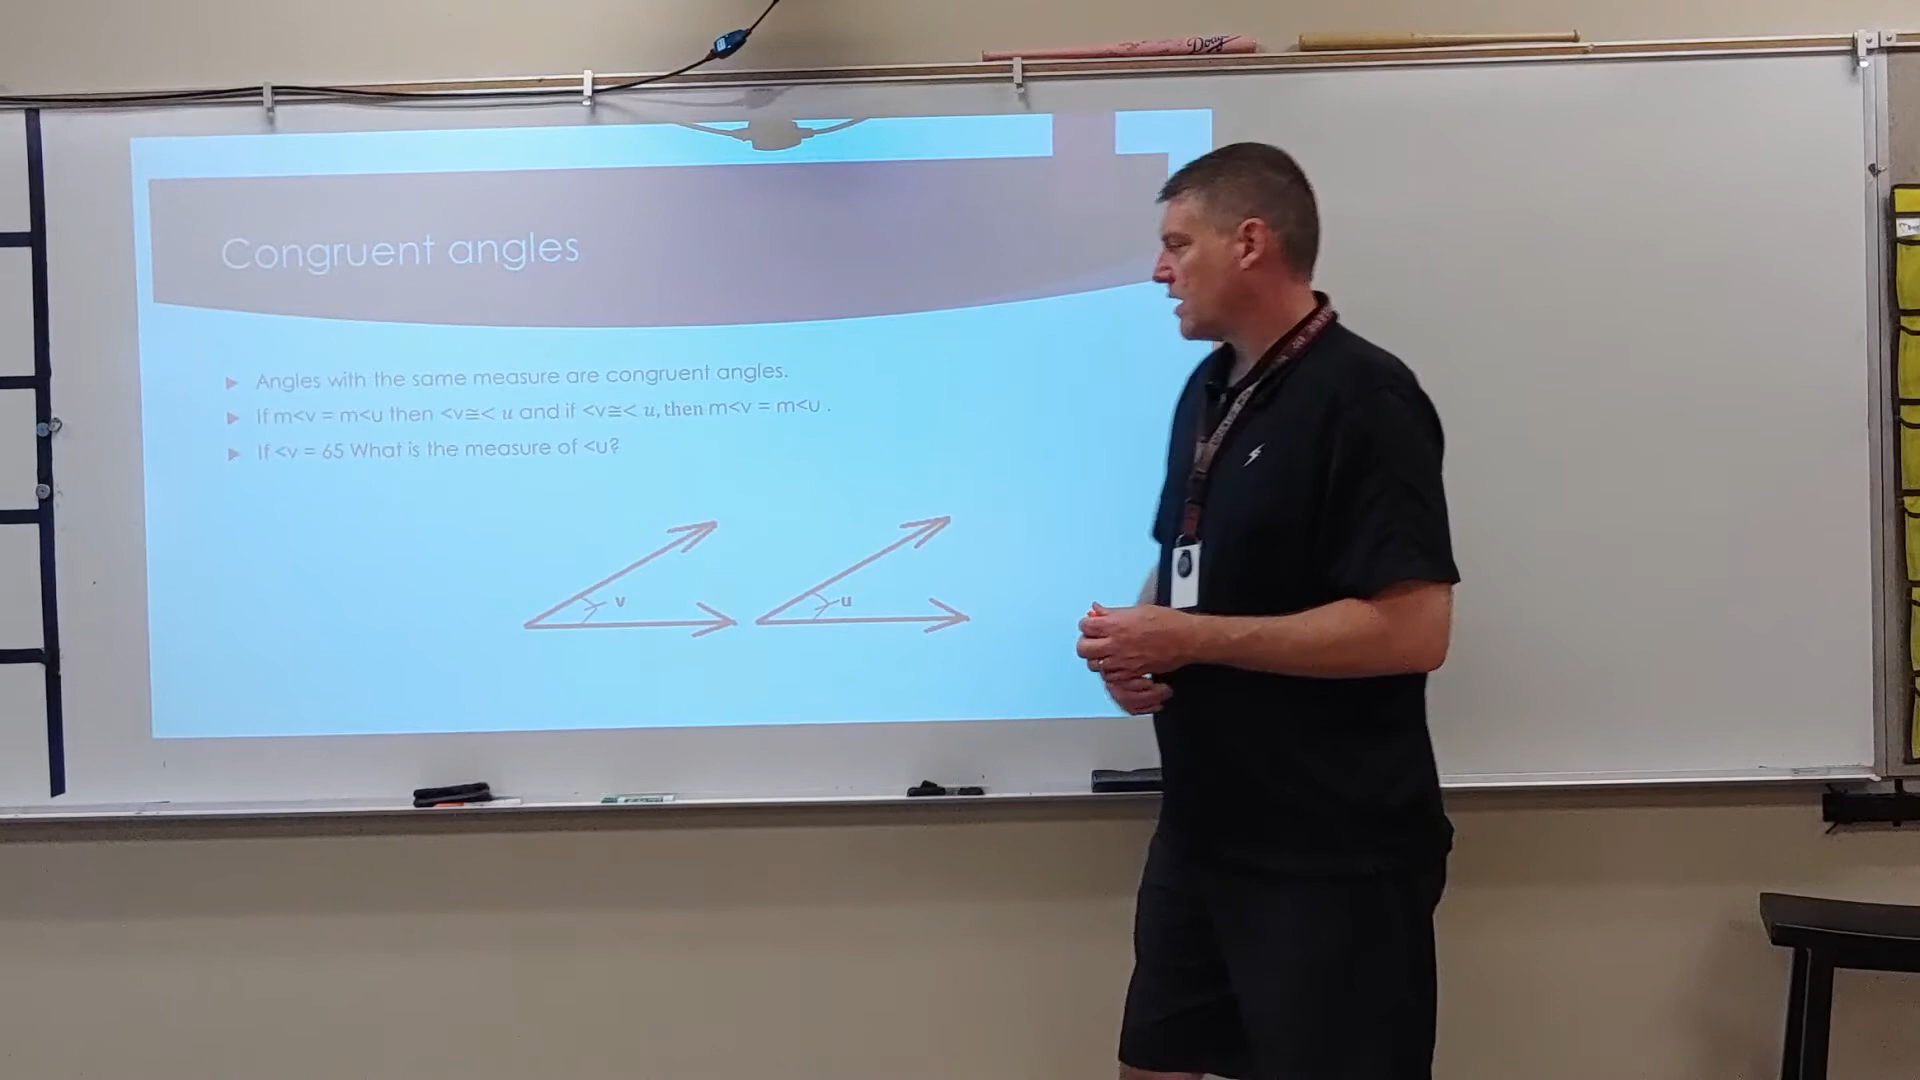 Dodg
Congruent angles
▶ Angles with the same measure are congruent angles.
▶ If m<v = m<u then <v≅< u and if <v≅< u, then m<v = m<u .
▶ If <v = 65 What is the measure of <u?
v
u